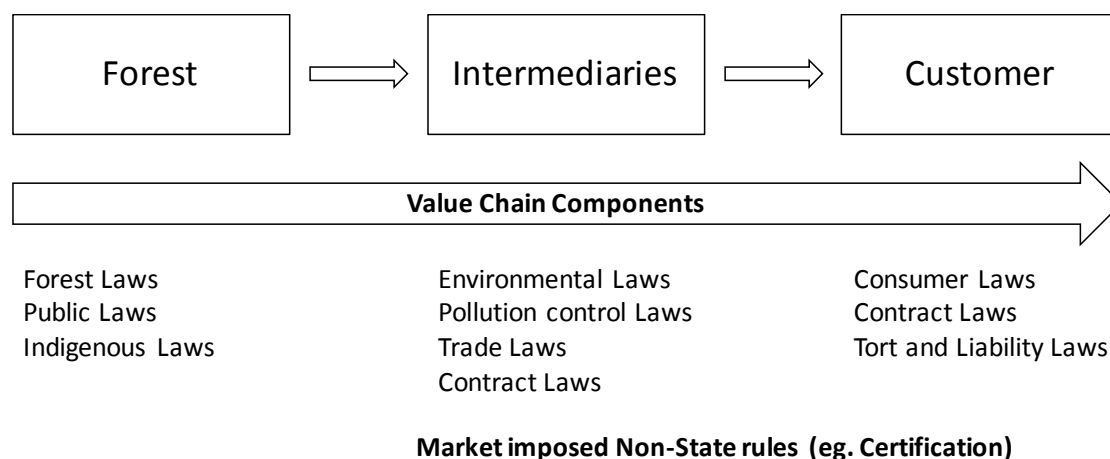 Forest
Intermediaries
Customer
Value Chain Components
Forest Laws
Public Laws
Indigenous Laws
Environmental Laws
Pollution control Laws
Trade Laws
Contract Laws
Consumer Laws
Contract Laws
Tort and Liability Laws
Market imposed Non-State rules (eg. Certification)